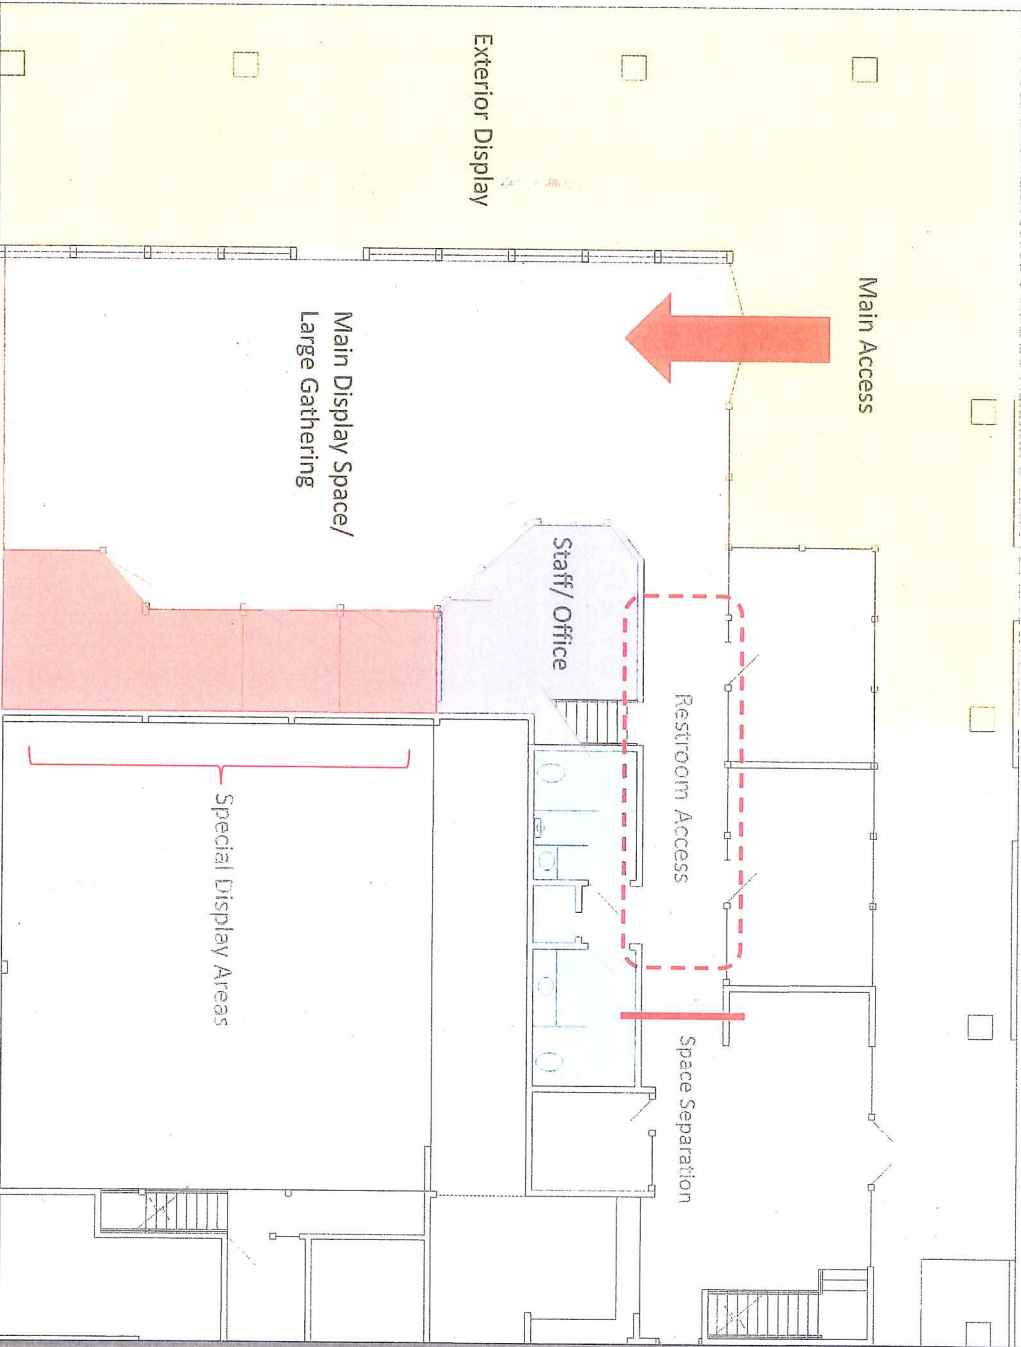 Main Access
Exterior Display
Main Display Space/
Large Gathering
Staff/ Office
Restroom Access
Space Separation
Special Display Areas